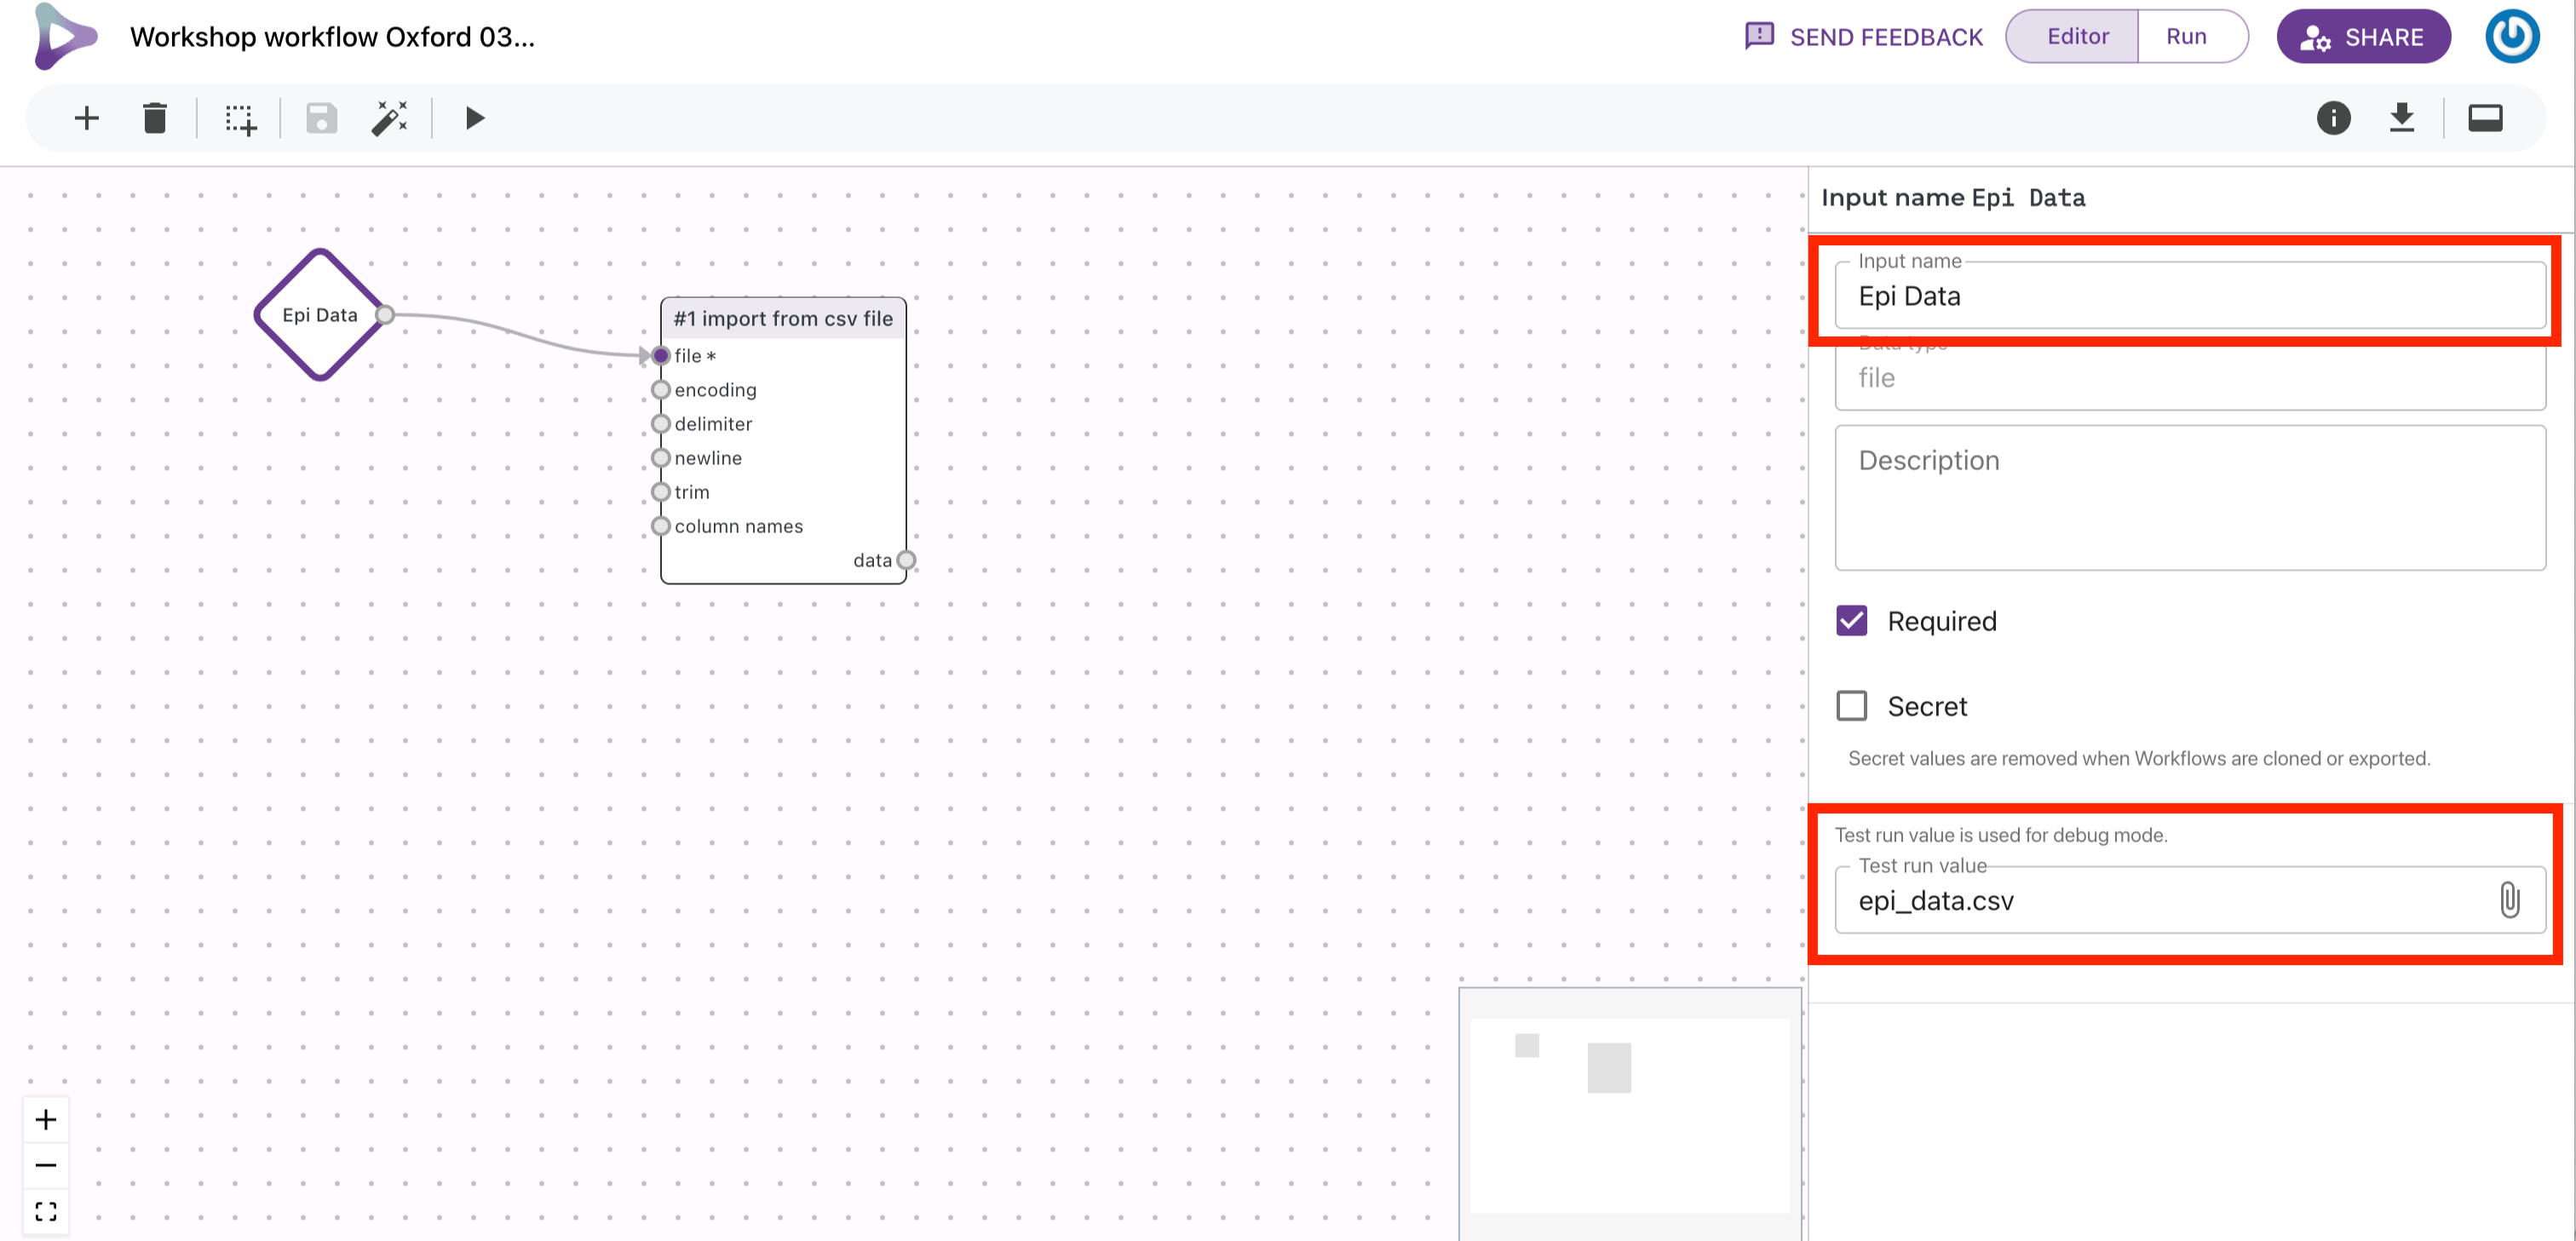 Workshop workflow Oxford 03...
SEND FEEDBACK
Editor
Run
SHARE
Epi Data
#1 import from csv file
file *
encoding
delimiter
newline
trim
column names
data
Input name Epi Data
Input name
Epi Data
Data type
file
Description
Required
Secret
Secret values are removed when Workflows are cloned or exported.
Test run value is used for debug mode.
Test run value
epi_data.csv